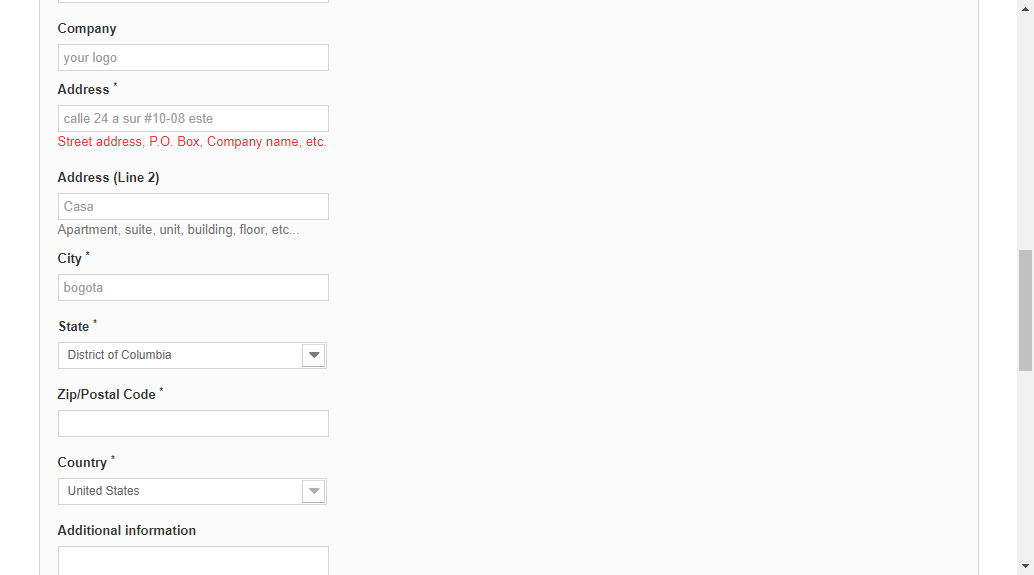 Company
your logo
Address *
calle 24 a sur #10-08 este
Street address, P.O. Box, Company name, etc.
Address (Line 2)
Casa
Apartment, suite, unit, building, floor, etc...
City *
bogota
State *
District of Columbia
Zip/Postal Code *
Country *
United States
Additional information